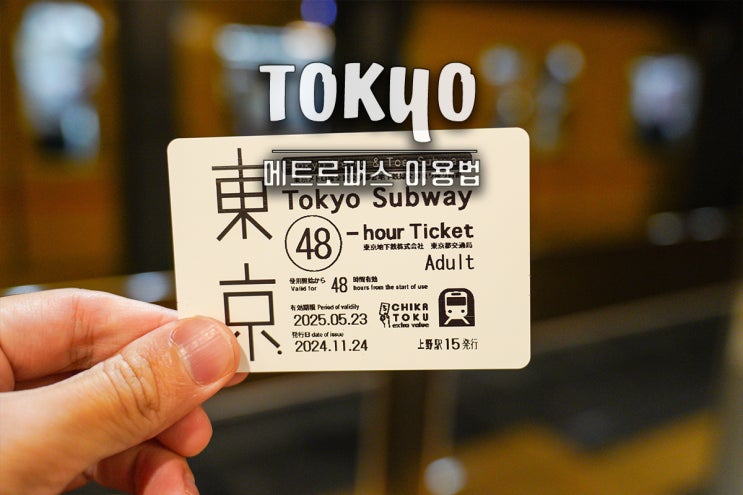 TOKYO
메트로패스 이용법
東京
Tokyo Subway
48 -hour Ticket
東京地下鉄株式会社 東京都交通局
Adult
使用開始から 48 時間有効
Valid for hours from the start of use
有効期限 Period of validity
2025.05.23
CHIKA
TOKU
extra value
発行日 date of issue
2024.11.24
上野駅15発行